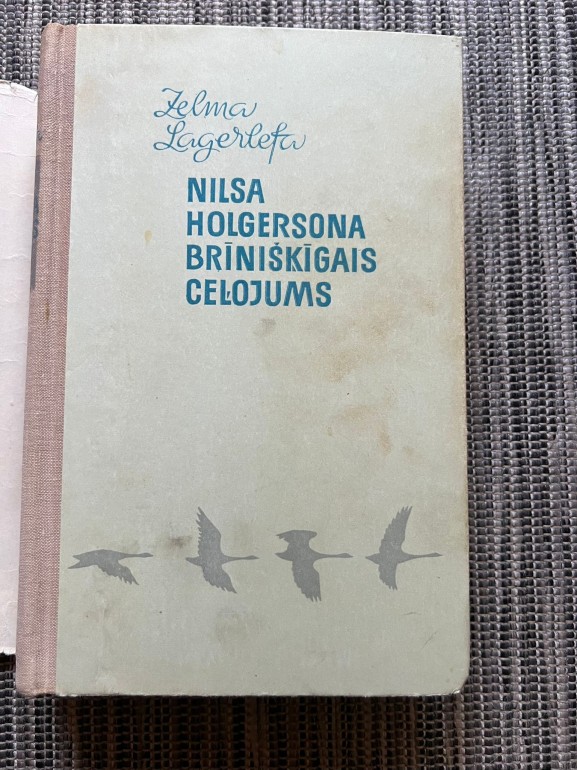 Zelma
Lagerlefa
NILSA
HOLGERSONA
BRĪNIŠĶĪGAIS
CEĻOJUMS